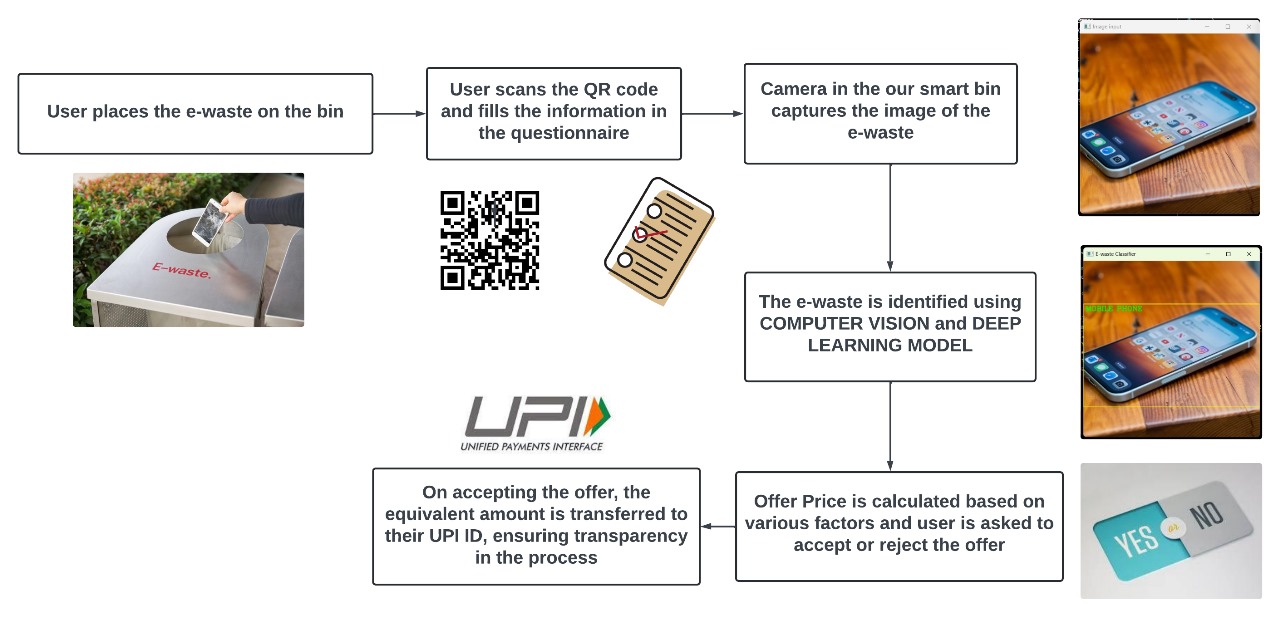 User places the e-waste on the bin
User scans the QR code
and fills the information in
the questionnaire
Camera in the our smart bin
captures the image of the
e-waste
Image input
E-waste.
E-waste Classifier
MOBILE PHONE
The e-waste is identified using
COMPUTER VISION and DEEP
LEARNING MODEL
UPI
UNIFIED PAYMENTS INTERFACE
On accepting the offer, the
equivalent amount is transferred to
their UPI ID, ensuring transparency
in the process
Offer Price is calculated based on
various factors and user is asked to
accept or reject the offer
YES or NO